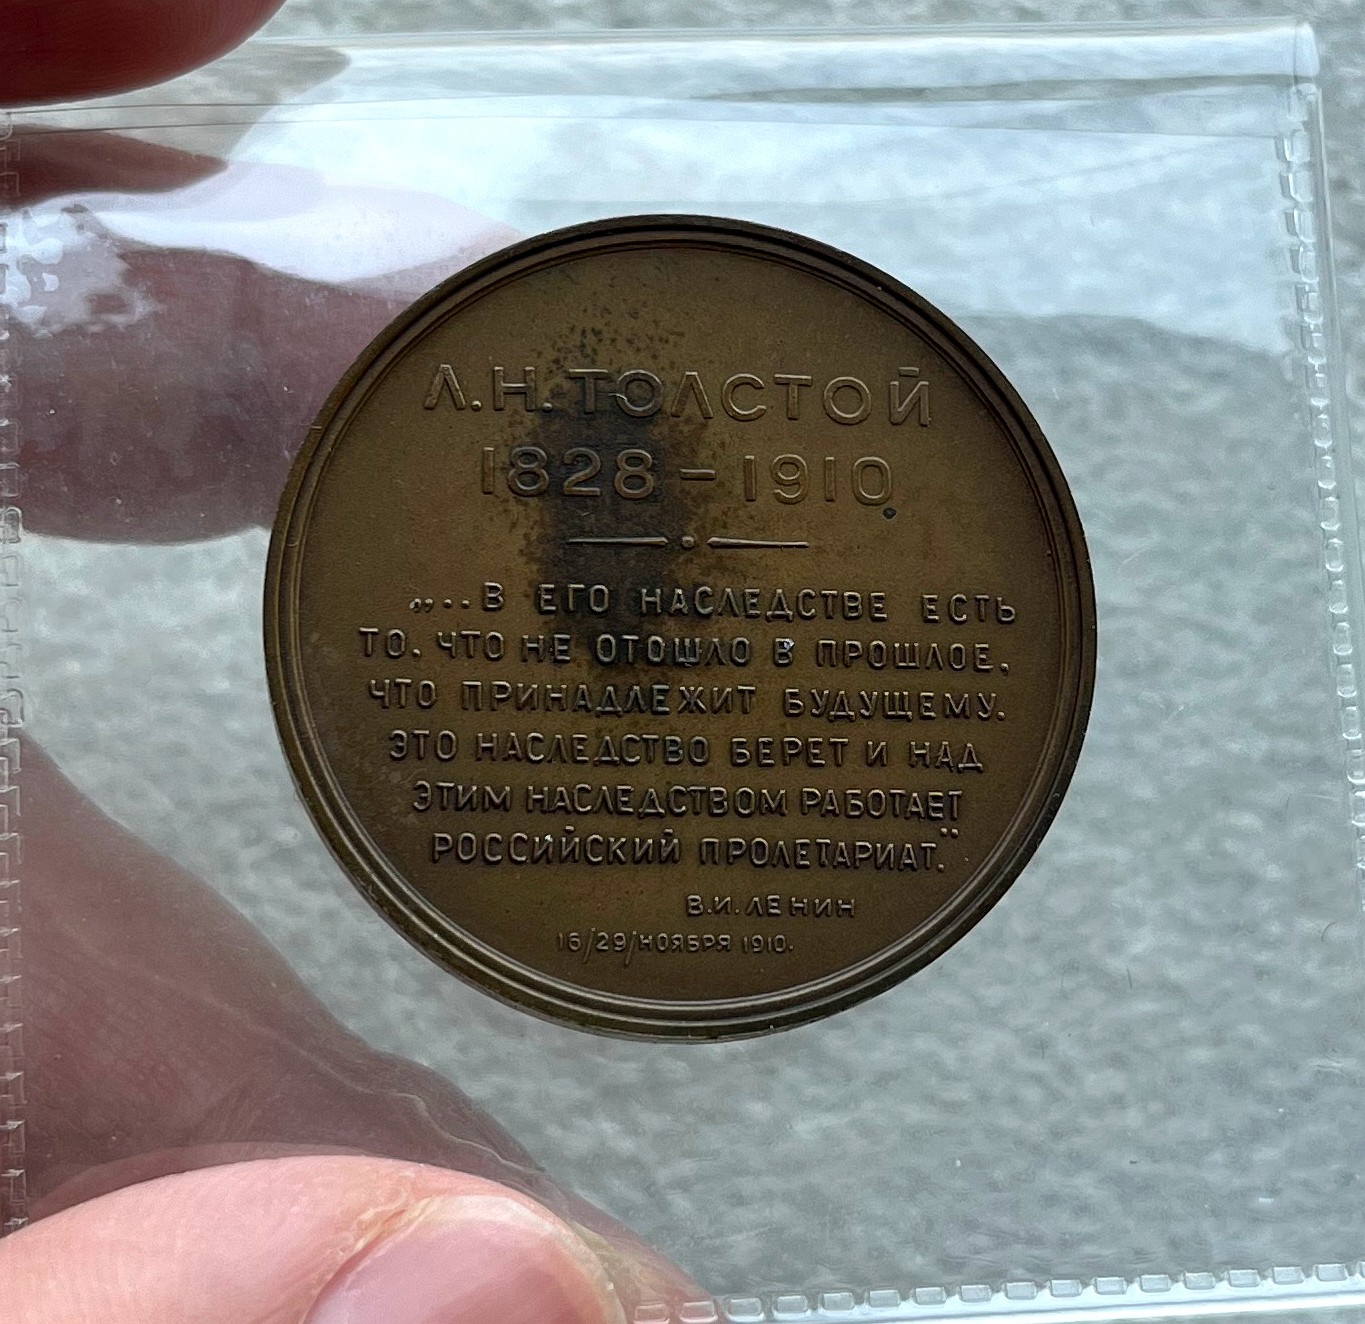 Л.Н.ТОЛСТОЙ
1828 – 1910
„... В ЕГО НАСЛЕДСТВЕ ЕСТЬ
ТО, ЧТО НЕ ОТОШЛО В ПРОШЛОЕ,
ЧТО ПРИНАДЛЕЖИТ БУДУЩЕМУ.
ЭТО НАСЛЕДСТВО БЕРЕТ И НАД
ЭТИМ НАСЛЕДСТВОМ РАБОТАЕТ
РОССИЙСКИЙ ПРОЛЕТАРИАТ."
В.И.ЛЕНИН
16/29/НОЯБРЯ 1910.